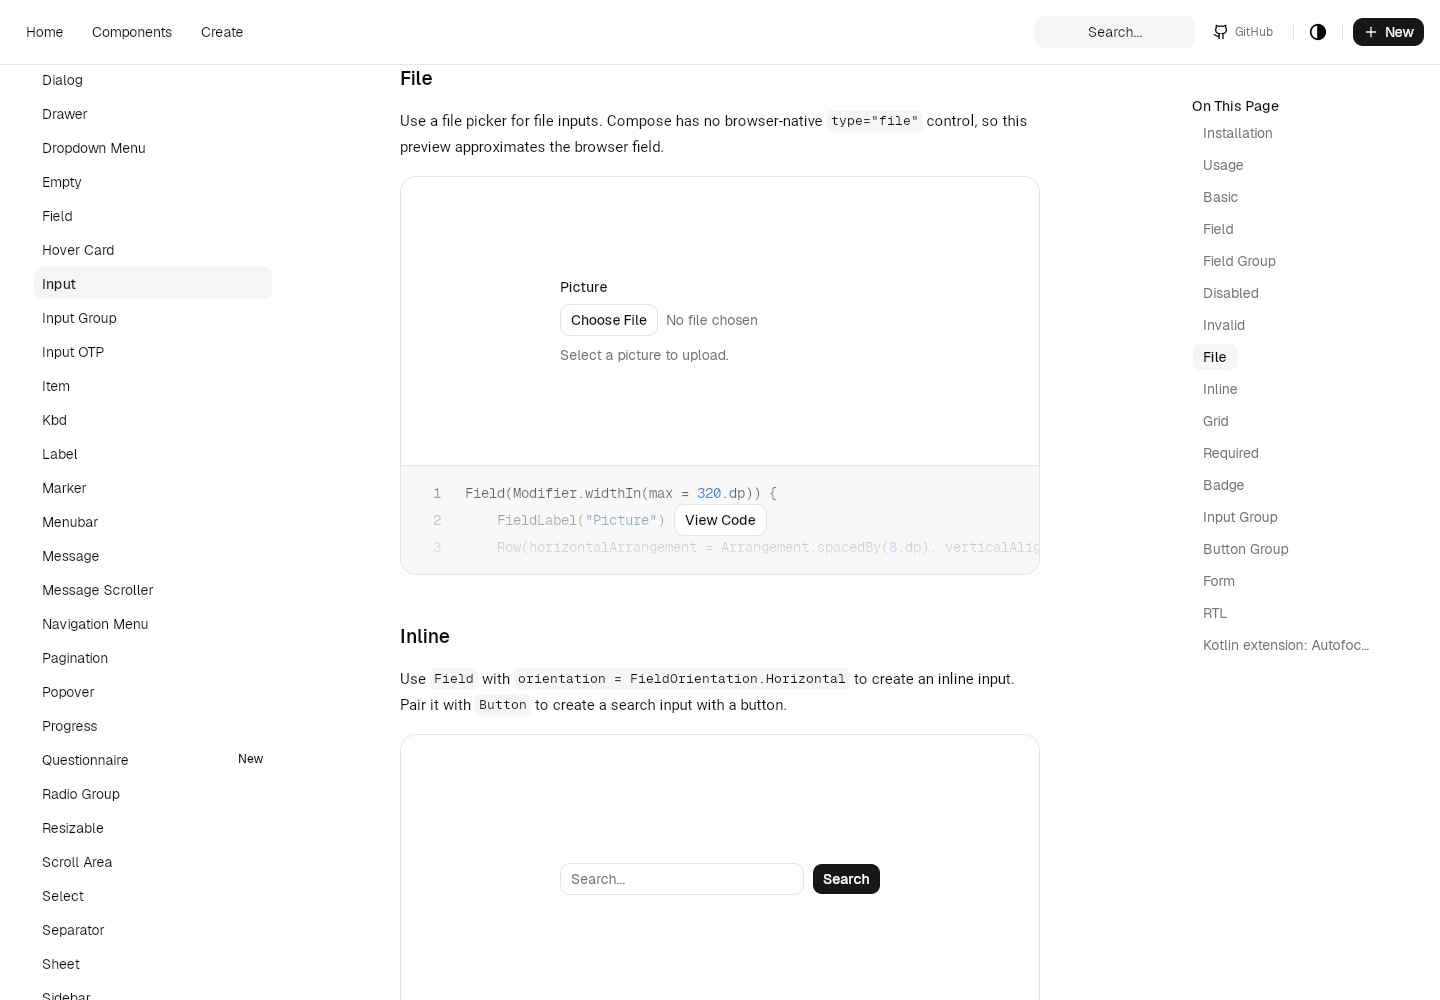 Home
Components
Create
Search...
GitHub
New
Dialog
Drawer
Dropdown Menu
Empty
Field
Hover Card
Input
Input Group
Input OTP
Item
Kbd
Label
Marker
Menubar
Message
Message Scroller
Navigation Menu
Pagination
Popover
Progress
Questionnaire New
Radio Group
Resizable
Scroll Area
Select
Separator
Sheet
Sidebar
File
Use a file picker for file inputs. Compose has no browser-native type="file" control, so this
preview approximates the browser field.
Picture
Choose File No file chosen
Select a picture to upload.
1 Field(Modifier.widthIn(max = 320.dp)) {
2 FieldLabel("Picture")
View Code
3 Row(horizontalArrangement = Arrangement.spacedBy(8.dp), verticalAlig
Inline
Use Field with orientation = FieldOrientation.Horizontal to create an inline input.
Pair it with Button to create a search input with a button.
Search...
Search
On This Page
Installation
Usage
Basic
Field
Field Group
Disabled
Invalid
File
Inline
Grid
Required
Badge
Input Group
Button Group
Form
RTL
Kotlin extension: Autofoc...